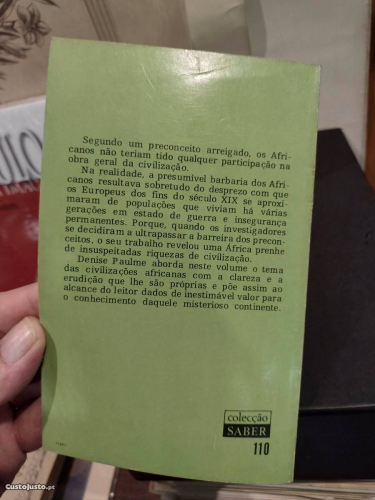 Segundo um preconceito arreigado, os Afri-
canos não teriam tido qualquer participação na
obra geral da civilização.
Na realidade, a presumível barbaria dos Afri-
canos resultava sobretudo do desprezo com que
os Europeus dos fins do século XIX se aproxi-
maram de populações que viviam há várias
gerações em estado de guerra e insegurança
permanentes. Porque, quando os investigadores
se decidiram a ultrapassar a barreira dos precon-
ceitos, o seu trabalho revelou uma África prenhe
de insuspeitadas riquezas de civilização.
Denise Paulme aborda neste volume o tema
das civilizações africanas com a clareza e a
erudição que lhe são próprias e põe assim ao
alcance do leitor dados de inestimável valor para
o conhecimento daquele misterioso continente.
colecção
SABER
110
CustoJusto.pt